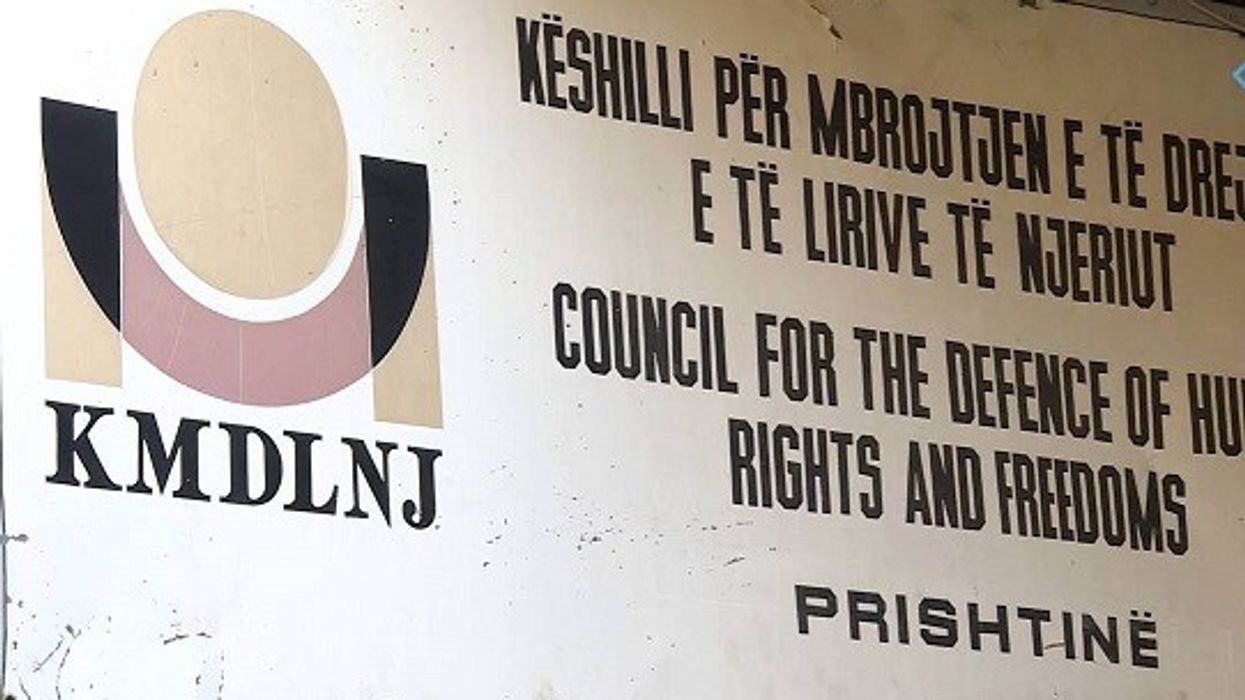 KËSHILLI PËR MBROJTJEN E TË DREJ
E TË LIRIVE TË NJERIUT
COUNCIL FOR THE DEFENCE OF HU
RIGHTS AND FREEDOMS
PRISHTINË
KMDLNJ